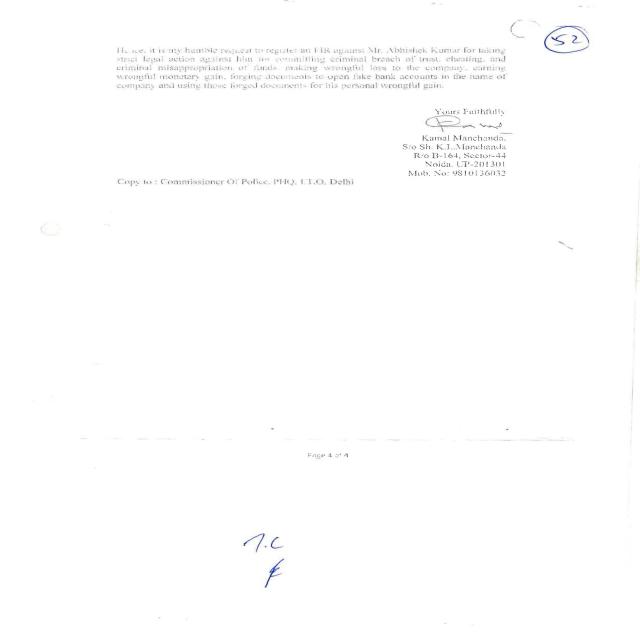 52
Hence, it is my humble request to register an FIR against Mr. Abhishek Kumar for taking
strict legal action against him for committing criminal breach of trust, cheating, and
criminal misappropriation of funds, making wrongful loss to the company, earning
wrongful monetary gain, forging documents to open fake bank accounts in the name of
company and using those forged documents for his personal wrongful gain.
Yours Faithfully
Kamal Manchanda,
S/o Sh. K.L.Manchanda
R/o B-164, Sector-44
Noida, UP-201301
Mob. No: 9810136032
Copy to : Commissioner Of Police, PHQ, I.T.O, Delhi
Page 4 of 4
T.C